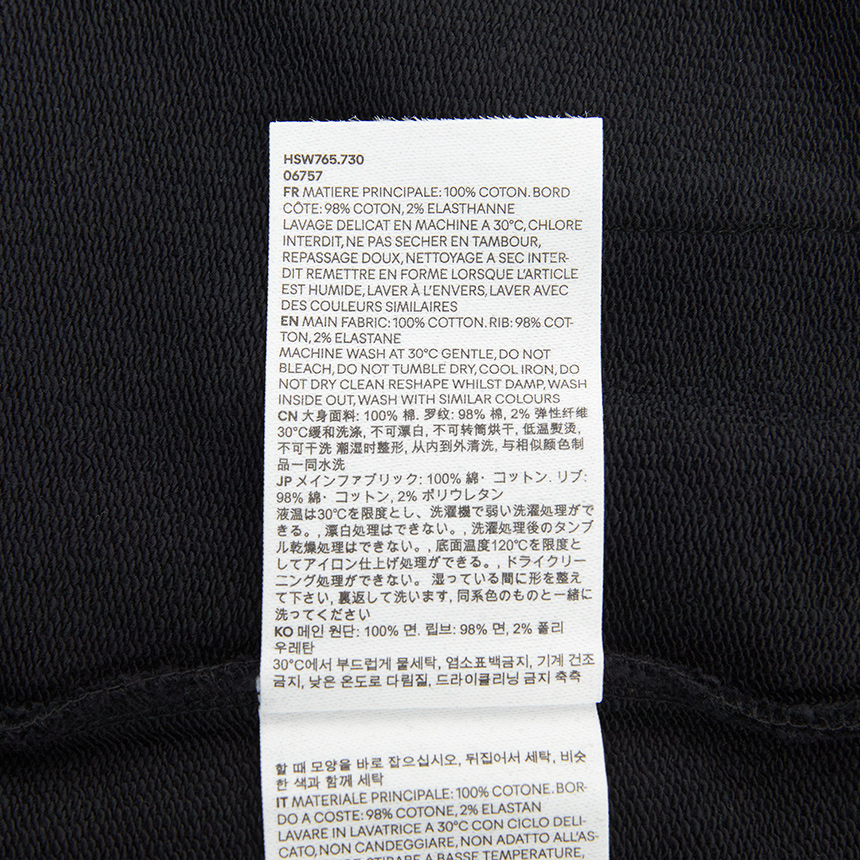 HSW765.730
06757
FR MATIERE PRINCIPALE: 100% COTON. BORD
CÔTE: 98% COTON, 2% ELASTHANNE
LAVAGE DELICAT EN MACHINE A 30°C, CHLORE
INTERDIT, NE PAS SECHER EN TAMBOUR,
REPASSAGE DOUX, NETTOYAGE A SEC INTER-
DIT REMETTRE EN FORME LORSQUE L'ARTICLE
EST HUMIDE, LAVER À L'ENVERS, LAVER AVEC
DES COULEURS SIMILAIRES
EN MAIN FABRIC: 100% COTTON. RIB: 98% COT-
TON, 2% ELASTANE
MACHINE WASH AT 30°C GENTLE, DO NOT
BLEACH, DO NOT TUMBLE DRY, COOL IRON, DO
NOT DRY CLEAN RESHAPE WHILST DAMP, WASH
INSIDE OUT, WASH WITH SIMILAR COLOURS
CN 大身面料: 100% 棉. 罗纹: 98% 棉, 2% 弹性纤维
30°C缓和洗涤, 不可漂白, 不可转筒烘干, 低温熨烫,
不可干洗 潮湿时整形, 从内到外清洗, 与相似颜色制
品一同水洗
JP メインファブリック: 100% 綿・コットン. リブ:
98% 綿・コットン, 2% ポリウレタン
液温は30℃を限度とし、洗濯機で弱い洗濯処理がで
きる。, 漂白処理はできない。, 洗濯処理後のタンブ
ル乾燥処理はできない。, 底面温度120℃を限度と
してアイロン仕上げ処理ができる。, ドライクリー
ニング処理ができない。 湿っている間に形を整え
て下さい, 裏返して洗います, 同系色のものと一緒に
洗ってください
KO 메인 원단: 100% 면. 립브: 98% 면, 2% 폴리
우레탄
30°C에서 부드럽게 물세탁, 염소표백금지, 기계 건조
금지, 낮은 온도로 다림질, 드라이클리닝 금지 축축
할 때 모양을 바로 잡으십시오, 뒤집어서 세탁, 비슷
한 색과 함께 세탁
IT MATERIALE PRINCIPALE: 100% COTONE. BOR-
DO A COSTE: 98% COTONE, 2% ELASTAN
LAVARE IN LAVATRICE A 30°C CON CICLO DELI-
CATO, NON CANDEGGIARE, NON ADATTO ALL'AS-
A BASSE TEMPERATURE,